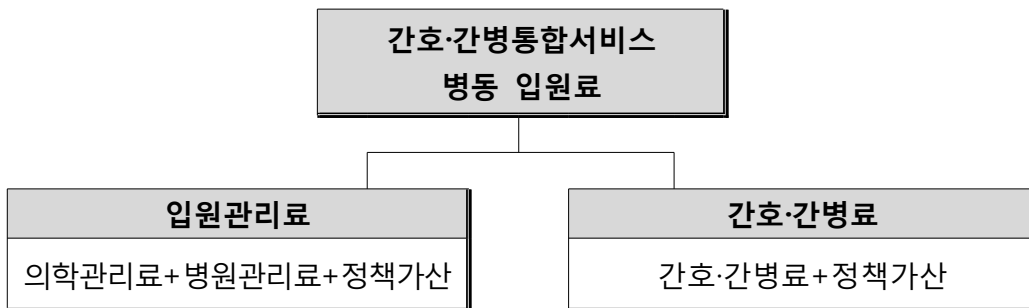 간호·간병통합서비스
병동 입원료
입원관리료
의학관리료+병원관리료+정책가산
간호·간병료
간호·간병료+정책가산